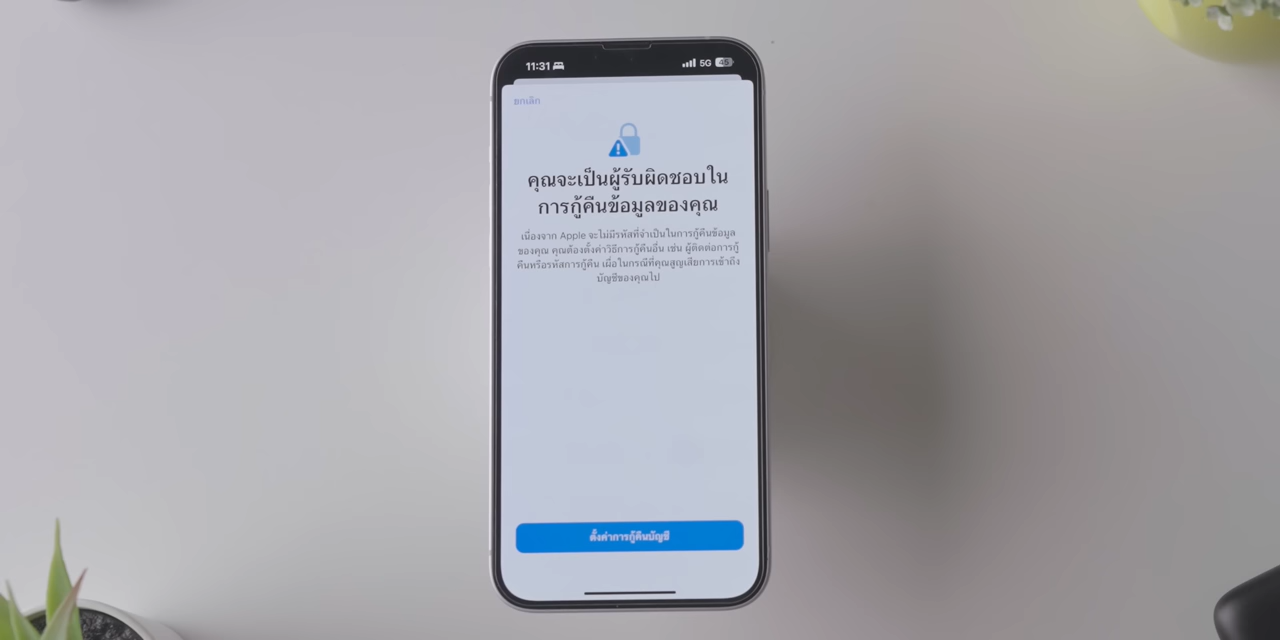 11:31
5G 45
ยกเลิก
คุณจะเป็นผู้รับผิดชอบใน
การกู้คืนข้อมูลของคุณ
เนื่องจาก Apple จะไม่มีรหัสที่จำเป็นในการกู้คืนข้อมูล
ของคุณ คุณต้องตั้งค่าวิธีการกู้คืนอื่น เช่น ผู้ติดต่อการกู้
คืนหรือรหัสการกู้คืน เผื่อในกรณีที่คุณสูญเสียการเข้าถึง
บัญชีของคุณไป
ตั้งค่าการกู้คืนบัญชี